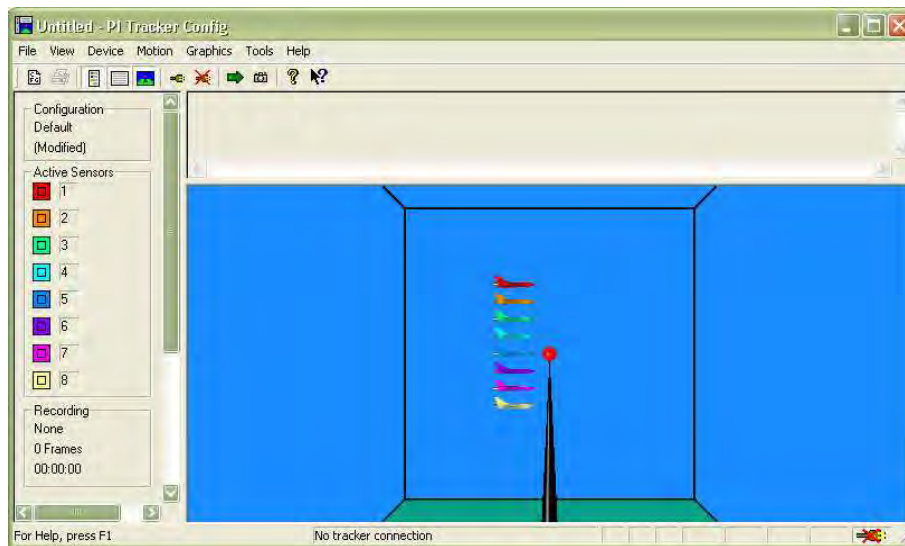 Untitled - PI Tracker Config
File View Device Motion Graphics Tools Help
Configuration
Default
(Modified)
Active Sensors
1
2
3
4
5
6
7
8
Recording
None
0 Frames
00:00:00
For Help, press F1 No tracker connection